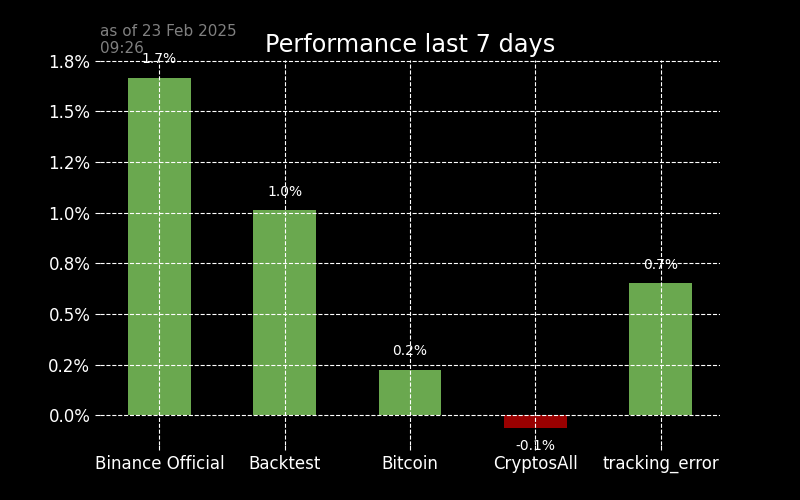 as of 23 Feb 2025
09:26
Performance last 7 days
1.8%
1.5%
1.2%
1.0%
0.8%
0.5%
0.2%
0.0%
1.7%
1.0%
0.2%
-0.1%
0.7%
Binance Official
Backtest
Bitcoin
CryptosAll
tracking_error